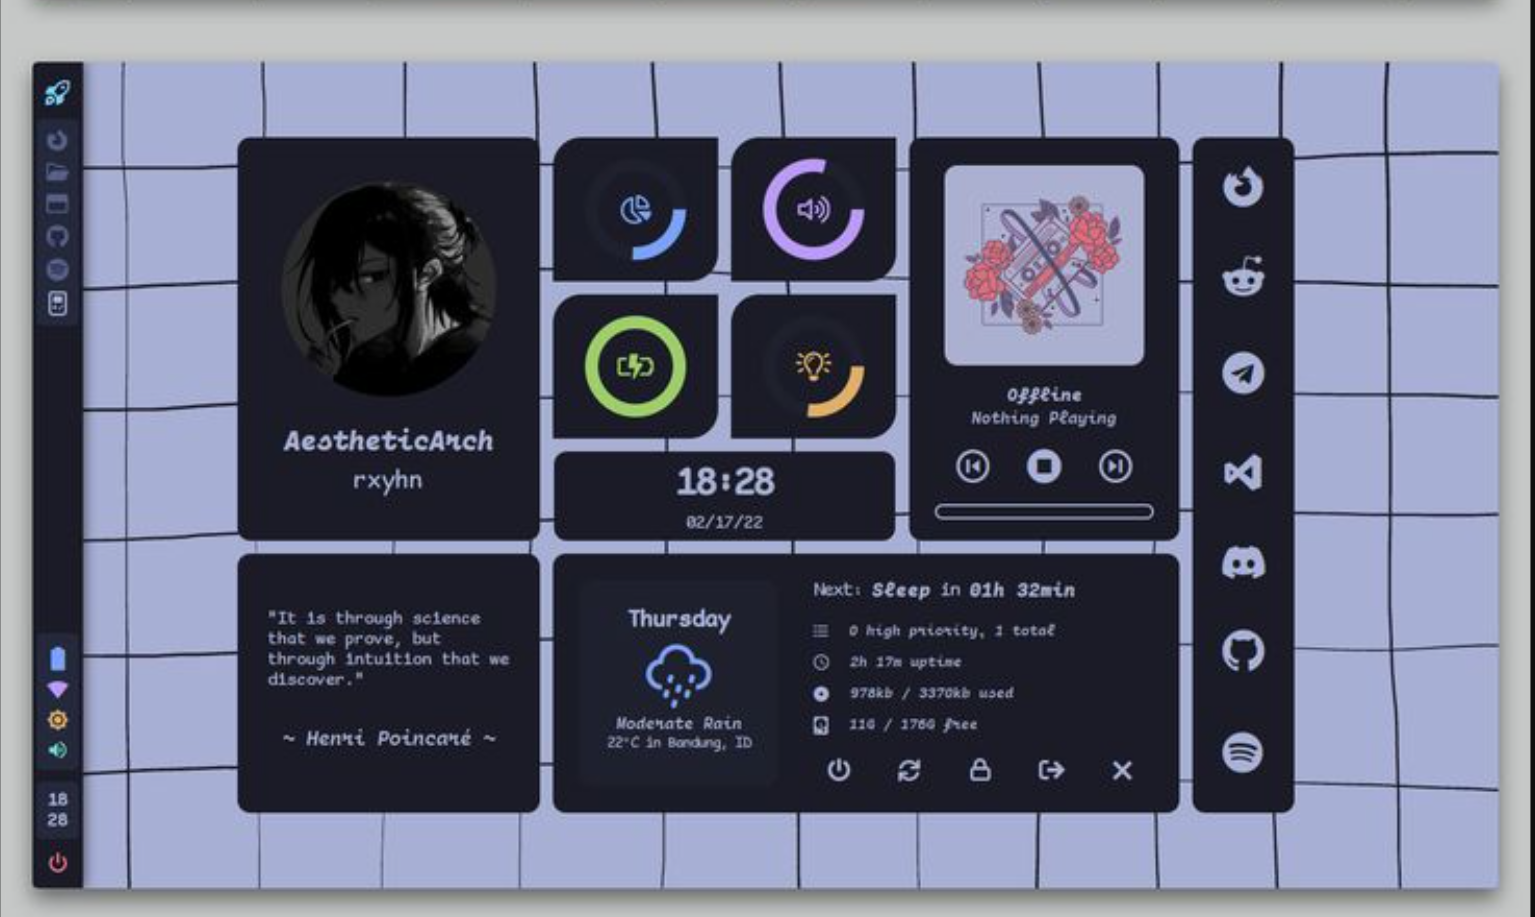 AestheticArch
rxyhn
18:28
02/17/22
Offline
Nothing Playing
"It is through science
that we prove, but
through intuition that we
discover."
~ Henri Poincaré ~
Thursday
Moderate Rain
22°C in Bandung, ID
Next: Sleep in 01h 32min
0 high priority, 1 total
2h 17m uptime
978kb / 3370kb used
11G / 176G free
18
28